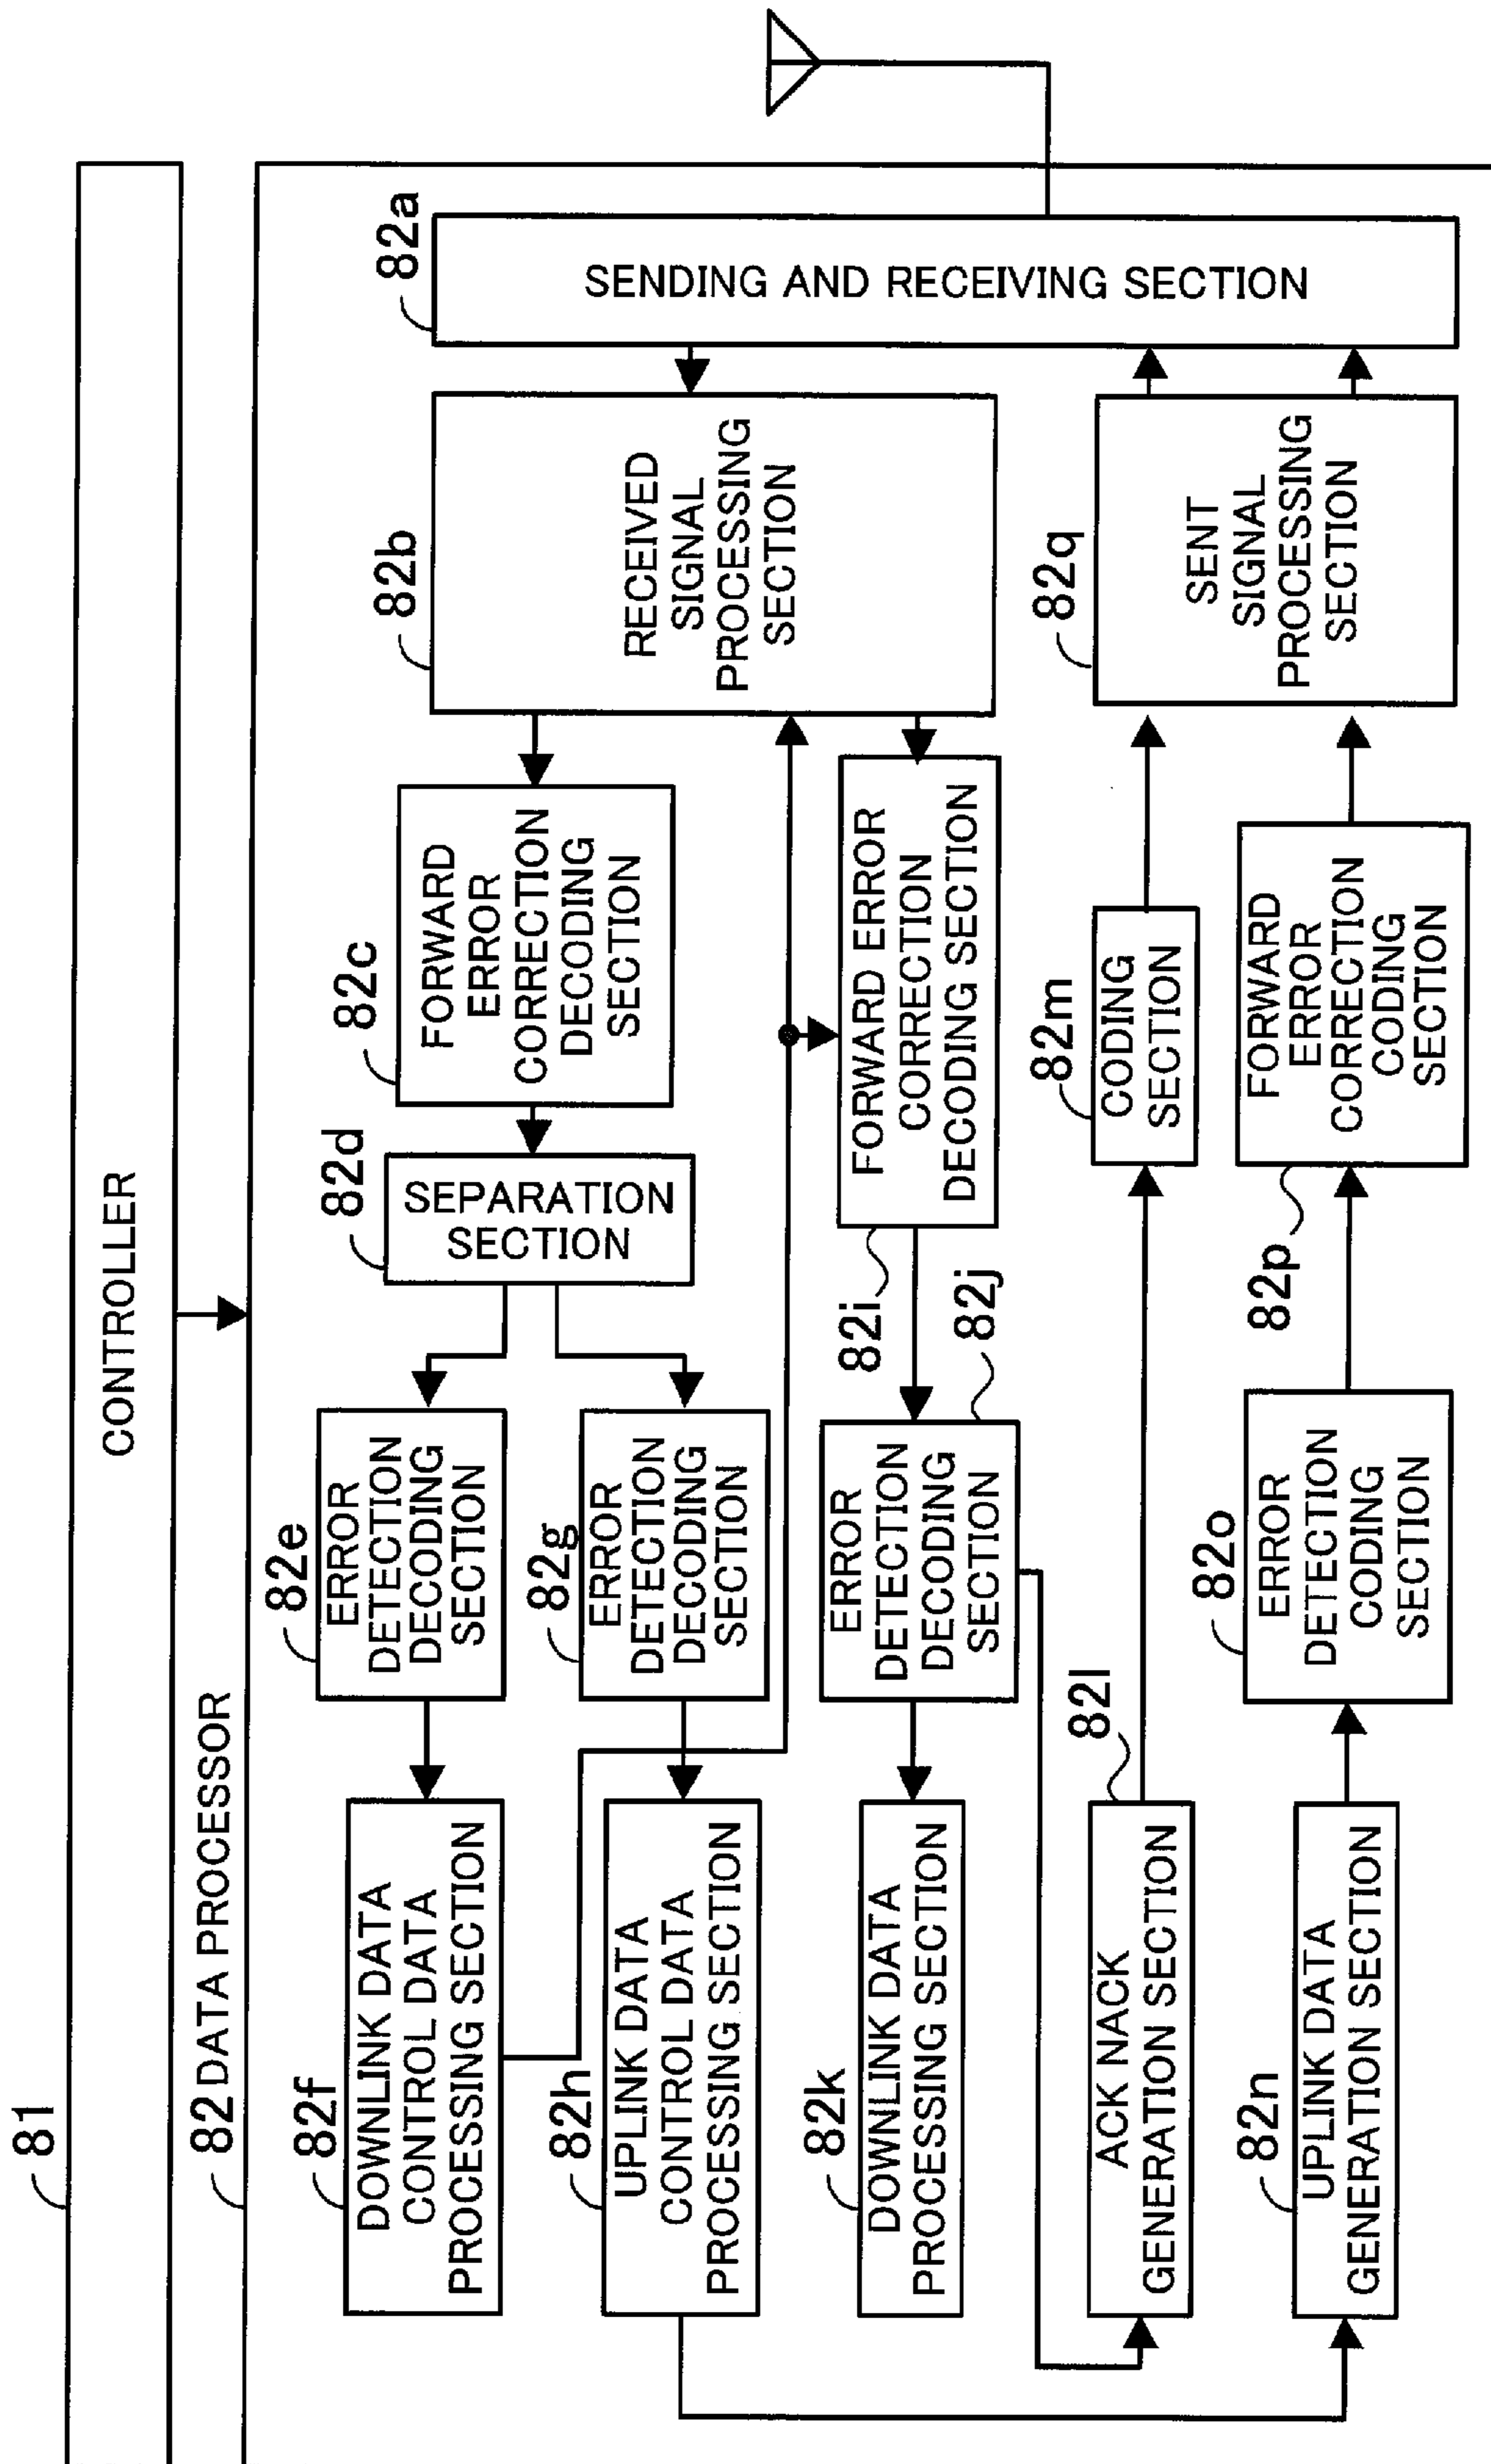 81
CONTROLLER
82 DATA PROCESSOR
82a
SENDING AND RECEIVING SECTION
82b
RECEIVED
SIGNAL
PROCESSING
SECTION
82c
FORWARD
ERROR
CORRECTION
DECODING
SECTION
82d
SEPARATION
SECTION
82e
ERROR
DETECTION
DECODING
SECTION
82f
DOWNLINK DATA
CONTROL DATA
PROCESSING SECTION
82g
ERROR
DETECTION
DECODING
SECTION
82h
UPLINK DATA
CONTROL DATA
PROCESSING SECTION
82i
FORWARD ERROR
CORRECTION
DECODING SECTION
82j
ERROR
DETECTION
DECODING
SECTION
82k
DOWNLINK DATA
PROCESSING SECTION
82l
ACK NACK
GENERATION SECTION
82m
CODING
SECTION
82n
UPLINK DATA
GENERATION SECTION
82o
ERROR
DETECTION
CODING
SECTION
82p
FORWARD
ERROR
CORRECTION
CODING
SECTION
82q
SENT
SIGNAL
PROCESSING
SECTION